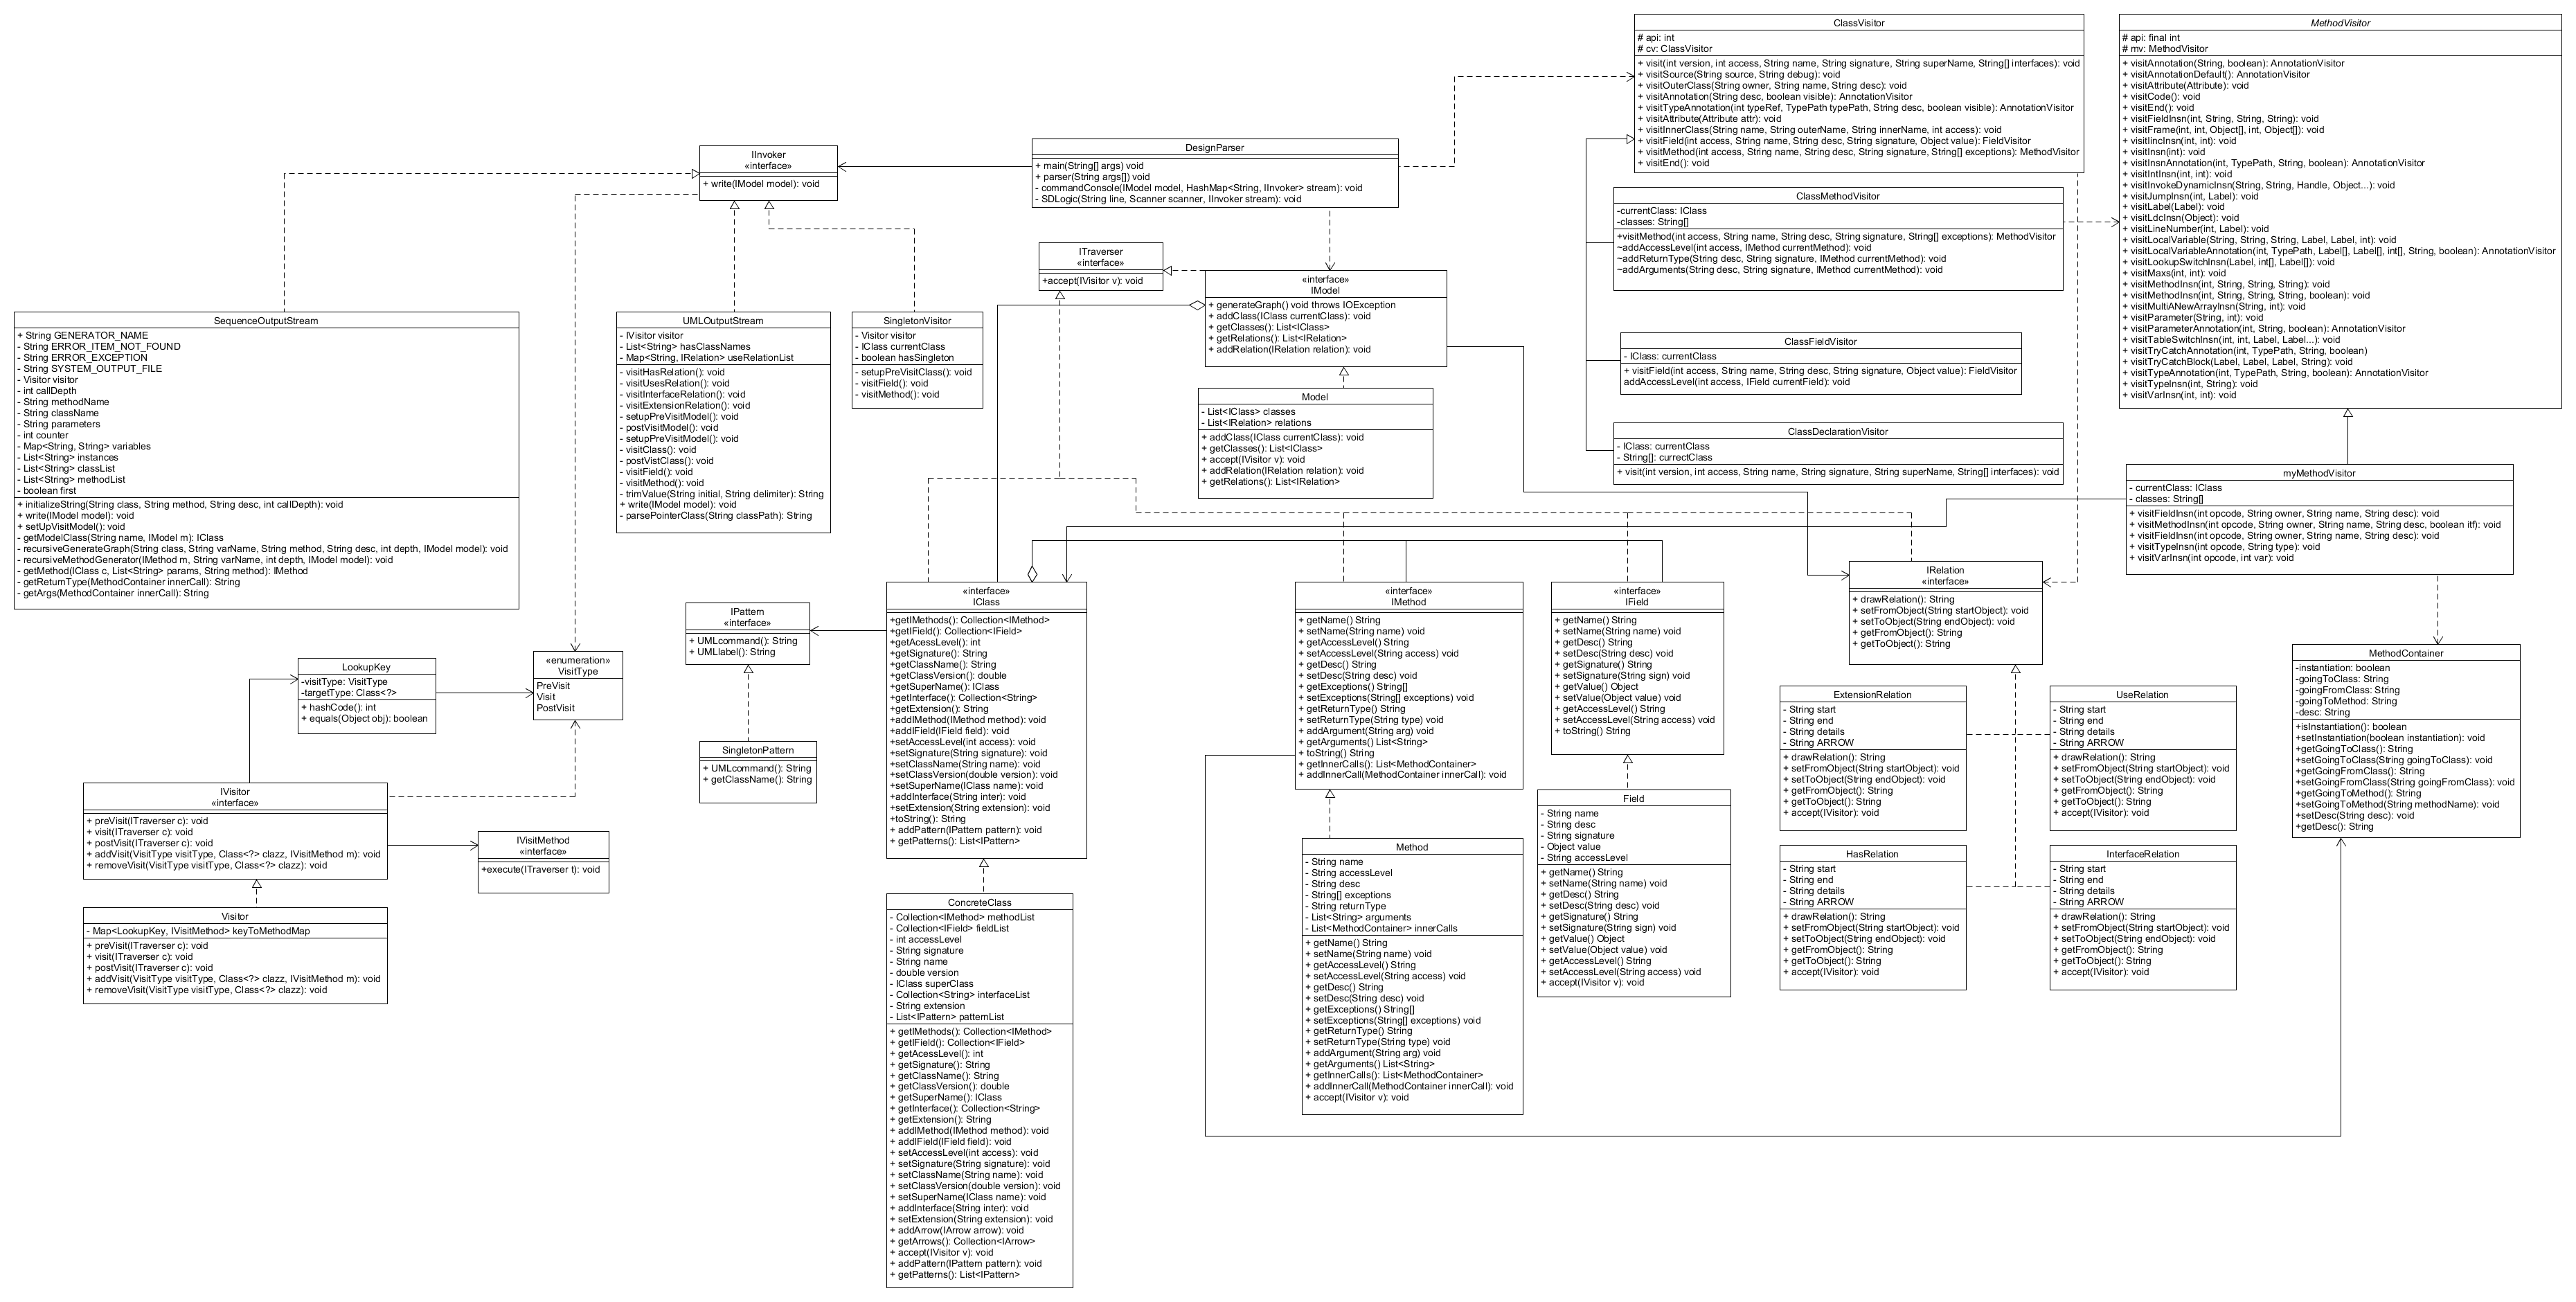 ClassVisitor
# api: int
# cv: ClassVisitor
+ visit(int version, int access, String name, String signature, String superName, String[] interfaces): void
+ visitSource(String source, String debug): void
+ visitOuterClass(String owner, String name, String desc): void
+ visitAnnotation(String desc, boolean visible): AnnotationVisitor
+ visitTypeAnnotation(int typeRef, TypePath typePath, String desc, boolean visible): AnnotationVisitor
+ visitAttribute(Attribute attr): void
+ visitInnerClass(String name, String outerName, String innerName, int access): void
+ visitField(int access, String name, String desc, String signature, Object value): FieldVisitor
+ visitMethod(int access, String name, String desc, String signature, String[] exceptions): MethodVisitor
+ visitEnd(): void
MethodVisitor
# api: final int
# mv: MethodVisitor
+ visitAnnotation(String, boolean): AnnotationVisitor
+ visitAnnotationDefault(): AnnotationVisitor
+ visitAttribute(Attribute): void
+ visitCode(): void
+ visitEnd(): void
+ visitFieldInsn(int, String, String, String): void
+ visitFrame(int, int, Object[], int, Object[]): void
+ visitIincInsn(int, int): void
+ visitInsn(int): void
+ visitInsnAnnotation(int, TypePath, String, boolean): AnnotationVisitor
+ visitIntInsn(int, int): void
+ visitInvokeDynamicInsn(String, String, Handle, Object...): void
+ visitJumpInsn(int, Label): void
+ visitLabel(Label): void
+ visitLdcInsn(Object): void
+ visitLineNumber(int, Label): void
+ visitLocalVariable(String, String, String, Label, Label, int): void
+ visitLocalVariableAnnotation(int, TypePath, Label[], Label[], int[], String, boolean): AnnotationVisitor
+ visitLookupSwitchInsn(Label, int[], Label[]): void
+ visitMaxs(int, int): void
+ visitMethodInsn(int, String, String, String): void
+ visitMethodInsn(int, String, String, String, boolean): void
+ visitMultiANewArrayInsn(String, int): void
+ visitParameter(String, int): void
+ visitParameterAnnotation(int, String, boolean): AnnotationVisitor
+ visitTableSwitchInsn(int, int, Label, Label...): void
+ visitTryCatchAnnotation(int, TypePath, String, boolean)
+ visitTryCatchBlock(Label, Label, Label, String): void
+ visitTypeAnnotation(int, TypePath, String, boolean): AnnotationVisitor
+ visitTypeInsn(int, String): void
+ visitVarInsn(int, int): void
IInvoker
«interface»
+ write(IModel model): void
DesignParser
+ main(String[] args) void
+ parser(String args[]) void
- commandConsole(IModel model, HashMap<String, IInvoker> stream): void
- SDLogic(String line, Scanner scanner, IInvoker stream): void
ClassMethodVisitor
-currentClass: IClass
-classes: String[]
+visitMethod(int access, String name, String desc, String signature, String[] exceptions): MethodVisitor
~addAccessLevel(int access, IMethod currentMethod): void
~addReturnType(String desc, String signature, IMethod currentMethod): void
~addArguments(String desc, String signature, IMethod currentMethod): void
ITraverser
«interface»
+accept(IVisitor v): void
«interface»
IModel
+ generateGraph() void throws IOException
+ addClass(IClass currentClass): void
+ getClasses(): List<IClass>
+ getRelations(): List<IRelation>
+ addRelation(IRelation relation): void
SequenceOutputStream
+ String GENERATOR_NAME
- String ERROR_ITEM_NOT_FOUND
- String ERROR_EXCEPTION
- String SYSTEM_OUTPUT_FILE
- Visitor visitor
- int callDepth
- String methodName
- String className
- String parameters
- int counter
- Map<String, String> variables
- List<String> instances
- List<String> classList
- List<String> methodList
- boolean first
+ initializeString(String class, String method, String desc, int callDepth): void
+ write(IModel model): void
+ setUpVisitModel(): void
- getModelClass(String name, IModel m): IClass
- recursiveGenerateGraph(String class, String varName, String method, String desc, int depth, IModel model): void
- recursiveMethodGenerator(IMethod m, String varName, int depth, IModel model): void
- getMethod(IClass c, List<String> params, String method): IMethod
- getReturnType(MethodContainer innerCall): String
- getArgs(MethodContainer innerCall): String
UMLOutputStream
- IVisitor visitor
- List<String> hasClassNames
- Map<String, IRelation> useRelationList
- visitHasRelation(): void
- visitUsesRelation(): void
- visitInterfaceRelation(): void
- visitExtensionRelation(): void
- setupPreVisitModel(): void
- postVisitModel(): void
- setupPreVisitModel(): void
- visitClass(): void
- postVistClass(): void
- visitField(): void
- visitMethod(): void
- trimValue(String initial, String delimiter): String
+ write(IModel model): void
- parsePointerClass(String classPath): String
SingletonVisitor
- Visitor visitor
- IClass currentClass
- boolean hasSingleton
- setupPreVisitClass(): void
- visitField(): void
- visitMethod(): void
ClassFieldVisitor
- IClass: currentClass
+ visitField(int access, String name, String desc, String signature, Object value): FieldVisitor
addAccessLevel(int access, IField currentField): void
Model
- List<IClass> classes
- List<IRelation> relations
+ addClass(IClass currentClass): void
+ getClasses(): List<IClass>
+ accept(IVisitor v): void
+ addRelation(IRelation relation): void
+ getRelations(): List<IRelation>
ClassDeclarationVisitor
- IClass: currentClass
- String[]: currectClass
+ visit(int version, int access, String name, String signature, String superName, String[] interfaces): void
myMethodVisitor
- currentClass: IClass
- classes: String[]
+ visitFieldInsn(int opcode, String owner, String name, String desc): void
+ visitMethodInsn(int opcode, String owner, String name, String desc, boolean itf): void
+ visitFieldInsn(int opcode, String owner, String name, String desc): void
+ visitTypeInsn(int opcode, String type): void
+ visitVarInsn(int opcode, int var): void
IPattern
«interface»
+ UMLcommand(): String
+ UMLlabel(): String
«interface»
IClass
+getIMethods(): Collection<IMethod>
+getIField(): Collection<IField>
+getAcessLevel(): int
+getSignature(): String
+getClassName(): String
+getClassVersion(): double
+getSuperName(): IClass
+getInterface(): Collection<String>
+getExtension(): String
+addIMethod(IMethod method): void
+addIField(IField field): void
+setAccessLevel(int access): void
+setSignature(String signature): void
+setClassName(String name): void
+setClassVersion(double version): void
+setSuperName(IClass name): void
+addInterface(String inter): void
+setExtension(String extension): void
+toString(): String
+ addPattern(IPattern pattern): void
+ getPatterns(): List<IPattern>
«interface»
IMethod
+ getName() String
+ setName(String name) void
+ getAccessLevel() String
+ setAccessLevel(String access) void
+ getDesc() String
+ setDesc(String desc) void
+ getExceptions() String[]
+ setExceptions(String[] exceptions) void
+ getReturnType() String
+ setReturnType(String type) void
+ addArgument(String arg) void
+ getArguments() List<String>
+ toString() String
+ getInnerCalls(): List<MethodContainer>
+ addInnerCall(MethodContainer innerCall): void
«interface»
IField
+ getName() String
+ setName(String name) void
+ getDesc() String
+ setDesc(String desc) void
+ getSignature() String
+ setSignature(String sign) void
+ getValue() Object
+ setValue(Object value) void
+ getAccessLevel() String
+ setAccessLevel(String access) void
+ toString() String
IRelation
«interface»
+ drawRelation(): String
+ setFromObject(String startObject): void
+ setToObject(String endObject): void
+ getFromObject(): String
+ getToObject(): String
MethodContainer
-instantiation: boolean
-goingToClass: String
-goingFromClass: String
-goingToMethod: String
-desc: String
+isInstantiation(): boolean
+setInstantiation(boolean instantiation): void
+getGoingToClass(): String
+setGoingToClass(String goingToClass): void
+getGoingFromClass(): String
+setGoingFromClass(String goingFromClass): void
+getGoingToMethod(): String
+setGoingToMethod(String methodName): void
+setDesc(String desc): void
+getDesc(): String
LookupKey
-visitType: VisitType
-targetType: Class<?>
+ hashCode(): int
+ equals(Object obj): boolean
«enumeration»
VisitType
PreVisit
Visit
PostVisit
SingletonPattern
+ UMLcommand(): String
+ getClassName(): String
ExtensionRelation
- String start
- String end
- String details
- String ARROW
+ drawRelation(): String
+ setFromObject(String startObject): void
+ setToObject(String endObject): void
+ getFromObject(): String
+ getToObject(): String
+ accept(IVisitor): void
UseRelation
- String start
- String end
- String details
- String ARROW
+ drawRelation(): String
+ setFromObject(String startObject): void
+ setToObject(String endObject): void
+ getFromObject(): String
+ getToObject(): String
+ accept(IVisitor): void
IVisitor
«interface»
+ preVisit(ITraverser c): void
+ visit(ITraverser c): void
+ postVisit(ITraverser c): void
+ addVisit(VisitType visitType, Class<?> clazz, IVisitMethod m): void
+ removeVisit(VisitType visitType, Class<?> clazz): void
IVisitMethod
«interface»
+execute(ITraverser t): void
Field
- String name
- String desc
- String signature
- Object value
- String accessLevel
+ getName() String
+ setName(String name) void
+ getDesc() String
+ setDesc(String desc) void
+ getSignature() String
+ setSignature(String sign) void
+ getValue() Object
+ setValue(Object value) void
+ getAccessLevel() String
+ setAccessLevel(String access) void
+ accept(IVisitor v): void
Method
- String name
- String accessLevel
- String desc
- String[] exceptions
- String returnType
- List<String> arguments
- List<MethodContainer> innerCalls
+ getName() String
+ setName(String name) void
+ getAccessLevel() String
+ setAccessLevel(String access) void
+ getDesc() String
+ setDesc(String desc) void
+ getExceptions() String[]
+ setExceptions(String[] exceptions) void
+ getReturnType() String
+ setReturnType(String type) void
+ addArgument(String arg) void
+ getArguments() List<String>
+ getInnerCalls(): List<MethodContainer>
+ addInnerCall(MethodContainer innerCall): void
+ accept(IVisitor v): void
HasRelation
- String start
- String end
- String details
- String ARROW
+ drawRelation(): String
+ setFromObject(String startObject): void
+ setToObject(String endObject): void
+ getFromObject(): String
+ getToObject(): String
+ accept(IVisitor): void
InterfaceRelation
- String start
- String end
- String details
- String ARROW
+ drawRelation(): String
+ setFromObject(String startObject): void
+ setToObject(String endObject): void
+ getFromObject(): String
+ getToObject(): String
+ accept(IVisitor): void
Visitor
- Map<LookupKey, IVisitMethod> keyToMethodMap
+ preVisit(ITraverser c): void
+ visit(ITraverser c): void
+ postVisit(ITraverser c): void
+ addVisit(VisitType visitType, Class<?> clazz, IVisitMethod m): void
+ removeVisit(VisitType visitType, Class<?> clazz): void
ConcreteClass
- Collection<IMethod> methodList
- Collection<IField> fieldList
- int accessLevel
- String signature
- String name
- double version
- IClass superClass
- Collection<String> interfaceList
- String extension
- List<IPattern> patternList
+ getIMethods(): Collection<IMethod>
+ getIField(): Collection<IField>
+ getAcessLevel(): int
+ getSignature(): String
+ getClassName(): String
+ getClassVersion(): double
+ getSuperName(): IClass
+ getInterface(): Collection<String>
+ getExtension(): String
+ addIMethod(IMethod method): void
+ addIField(IField field): void
+ setAccessLevel(int access): void
+ setSignature(String signature): void
+ setClassName(String name): void
+ setClassVersion(double version): void
+ setSuperName(IClass name): void
+ addInterface(String inter): void
+ setExtension(String extension): void
+ addArrow(IArrow arrow): void
+ getArrows(): Collection<IArrow>
+ accept(IVisitor v): void
+ addPattern(IPattern pattern): void
+ getPatterns(): List<IPattern>